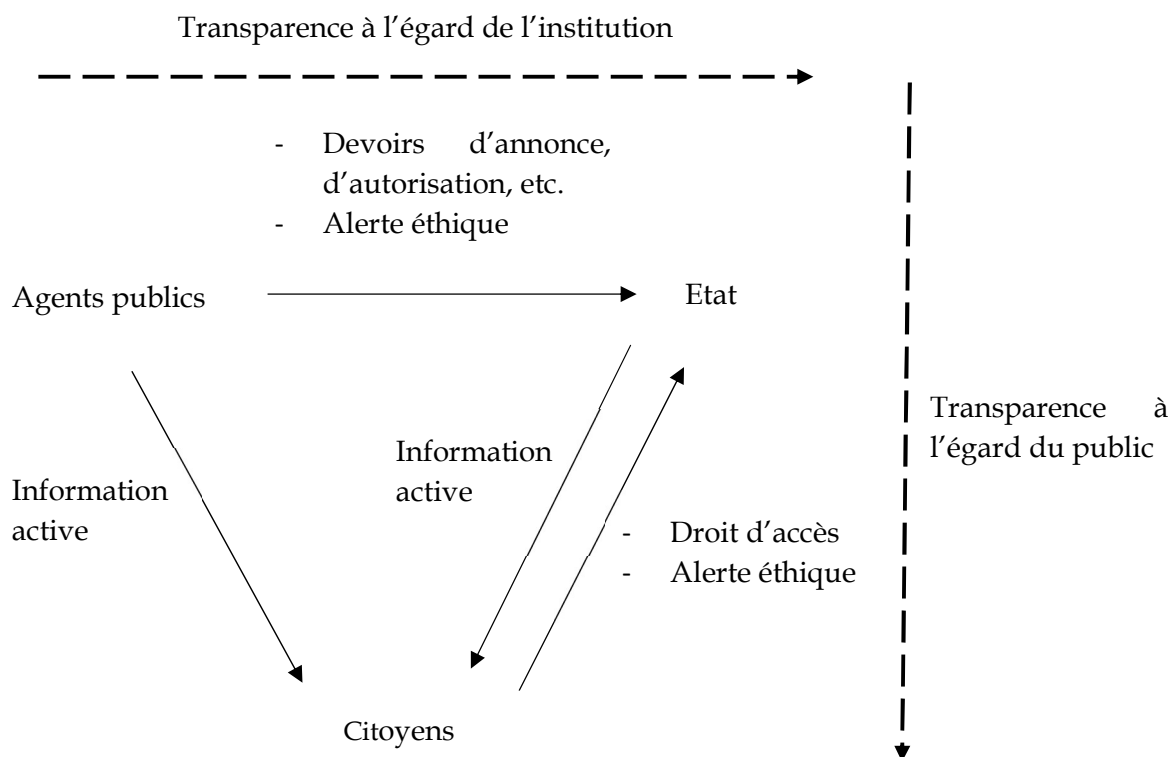 Transparence à l’égard de l’institution
- Devoirs d’annonce,
d’autorisation, etc.
- Alerte éthique
Agents publics
Etat
Transparence à
l’égard du public
Information
active
Information
active
- Droit d’accès
- Alerte éthique
Citoyens